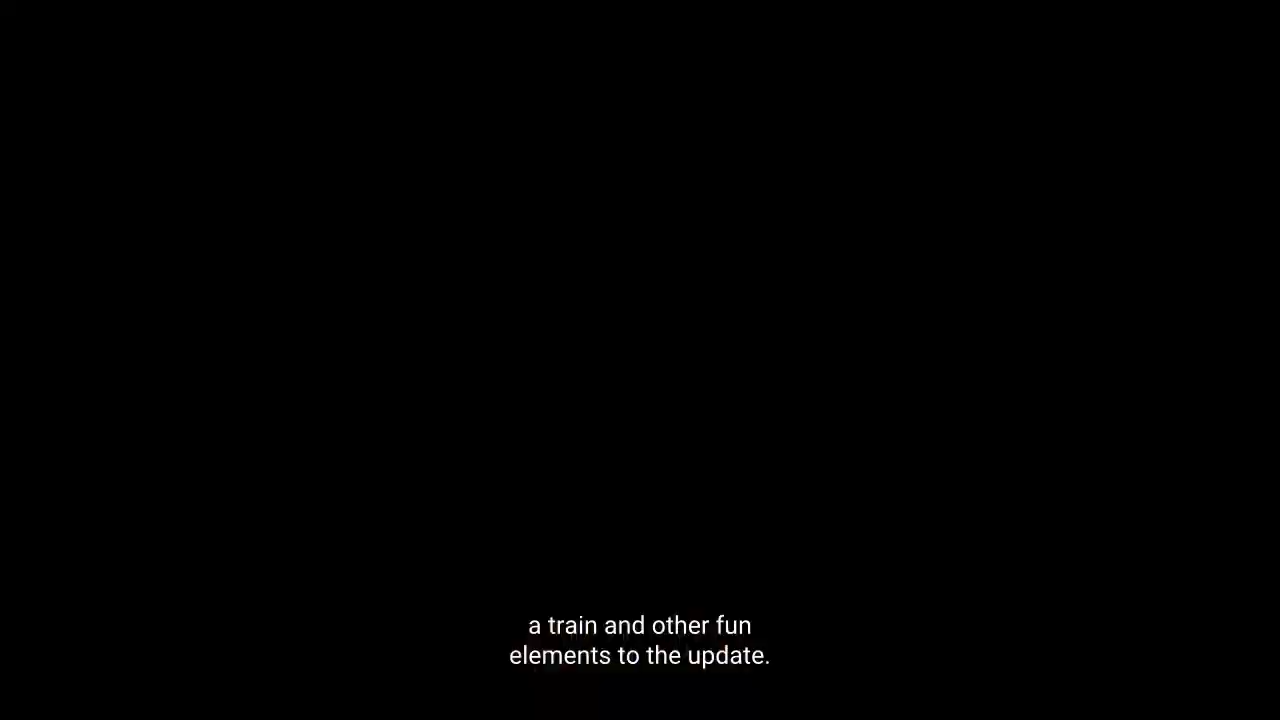 a train and other fun
elements to the update.